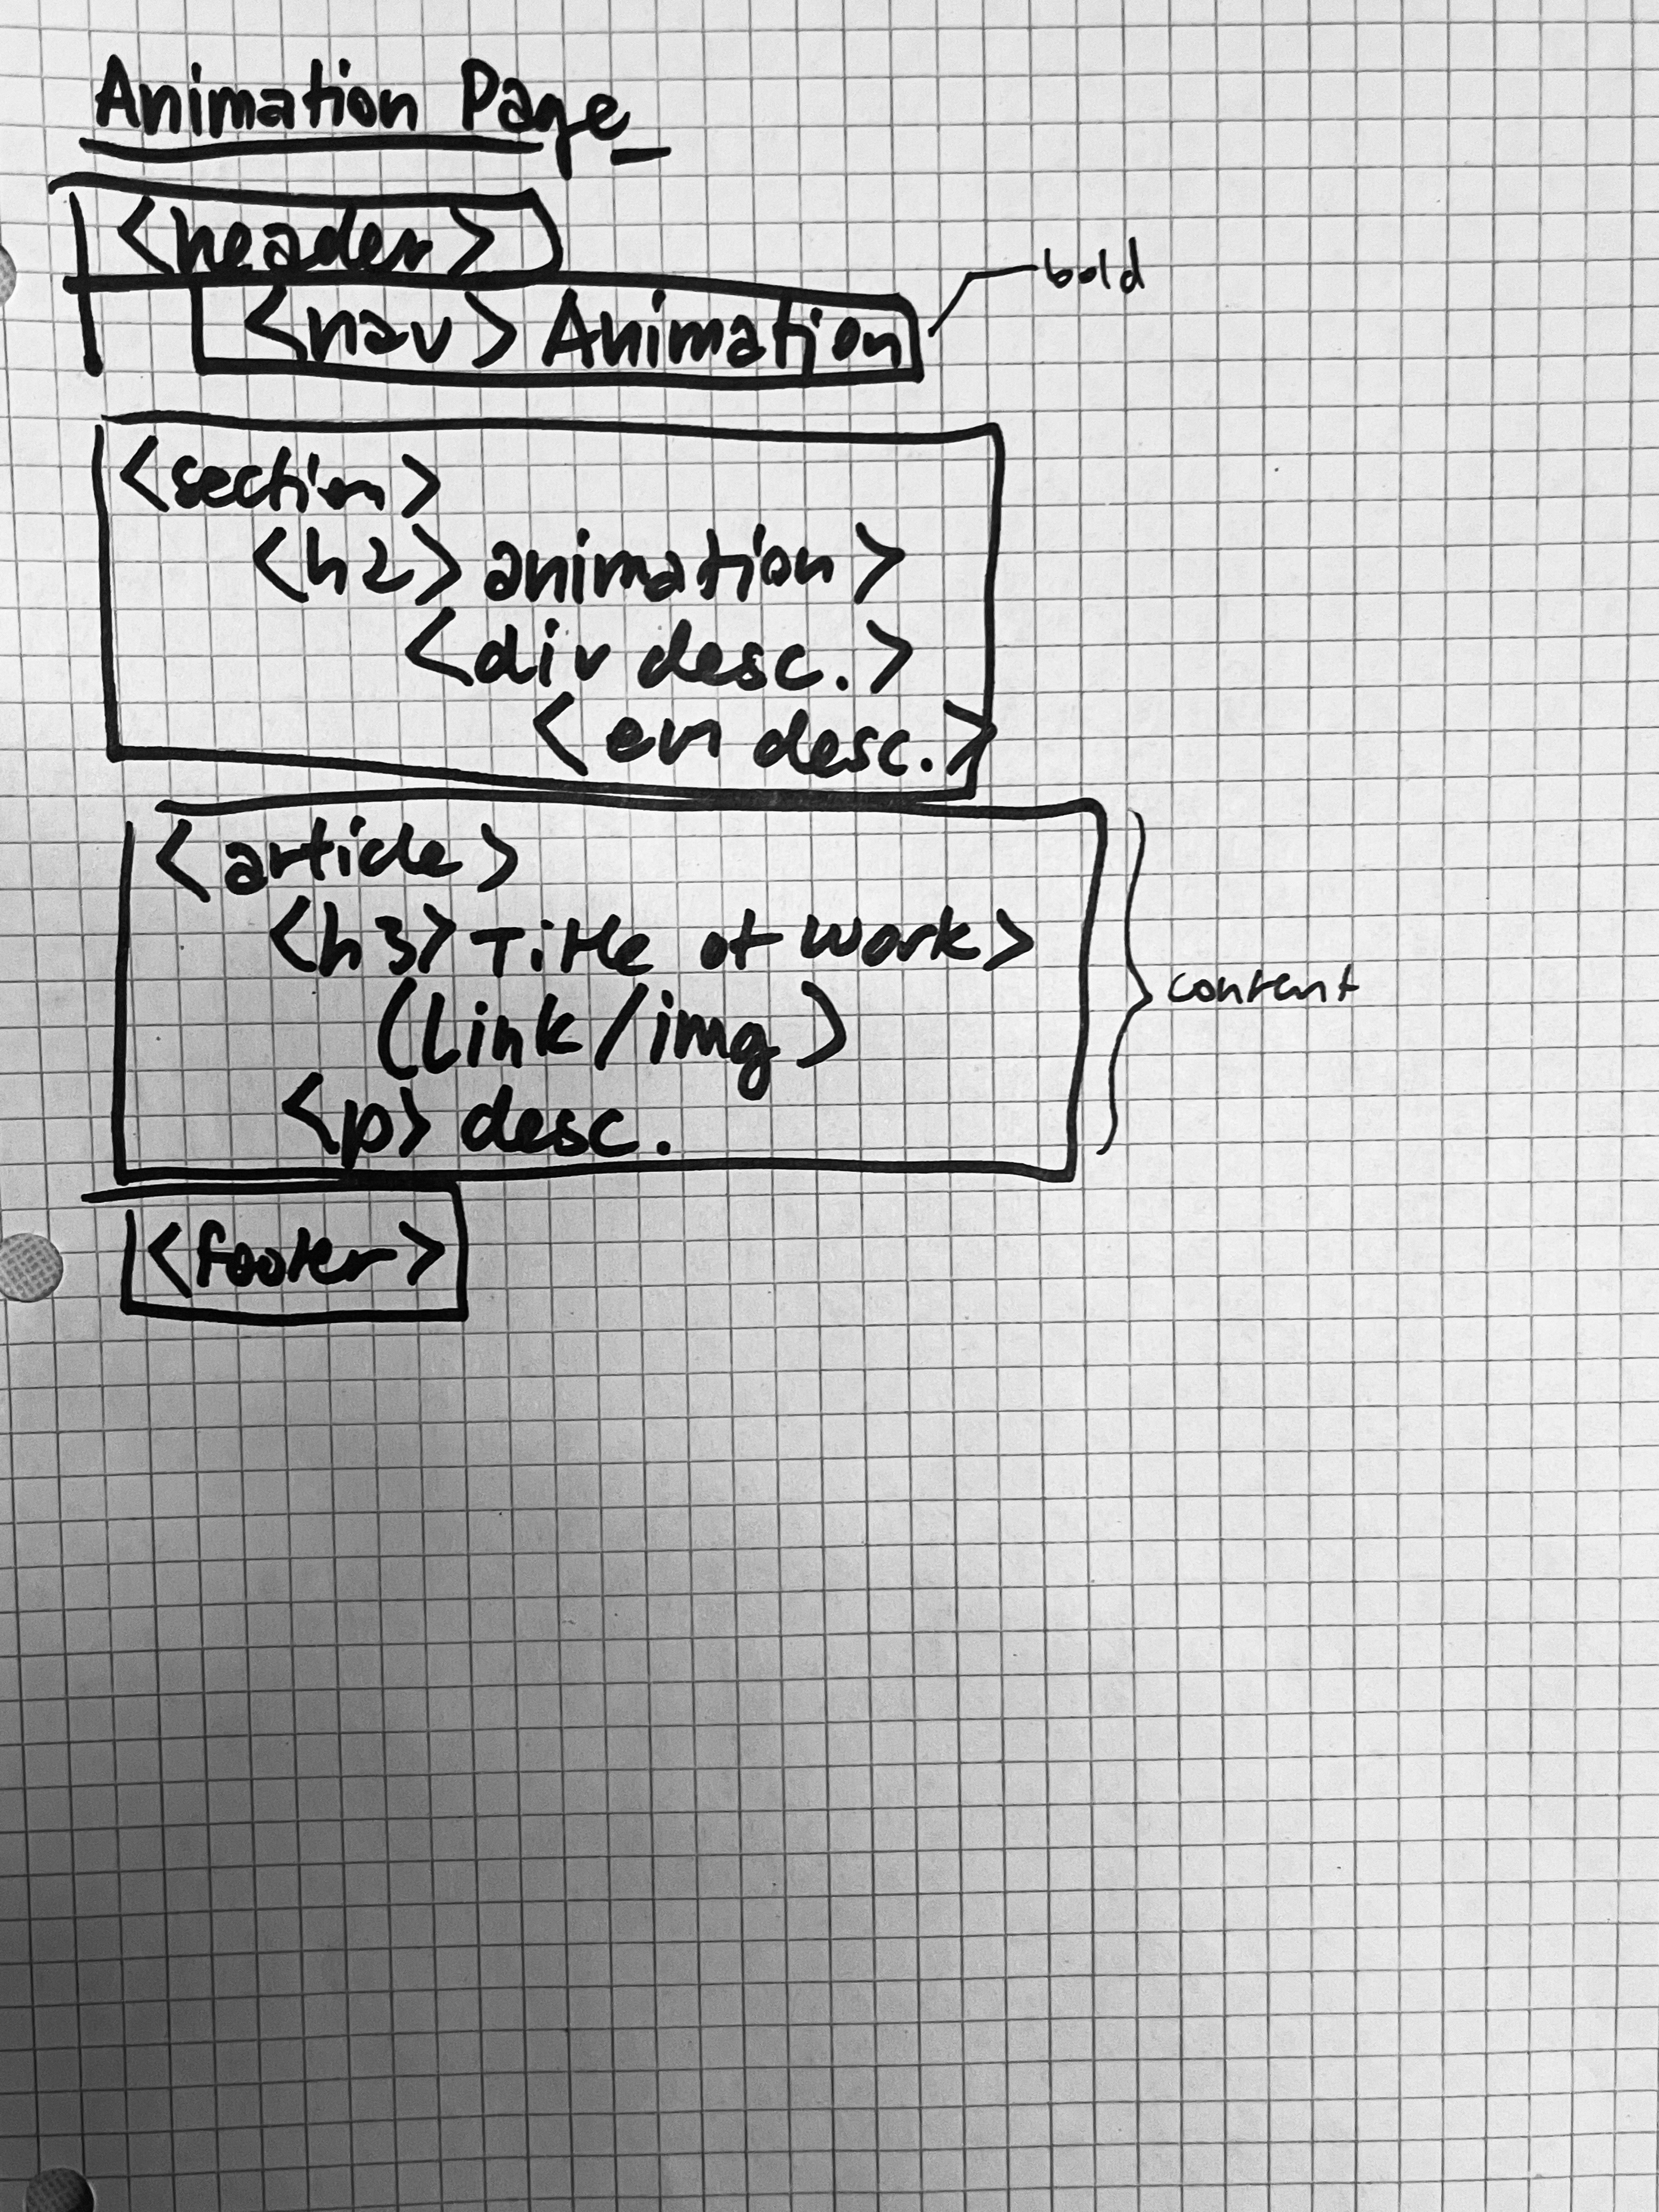 Animation Page_
<header>
<nav> Animation
bold
<section>
<h2> animation>
<div desc.>
<em desc.>
<article>
<h3> Title of Work>
(Link/img)
<p> desc.
content
<footer>